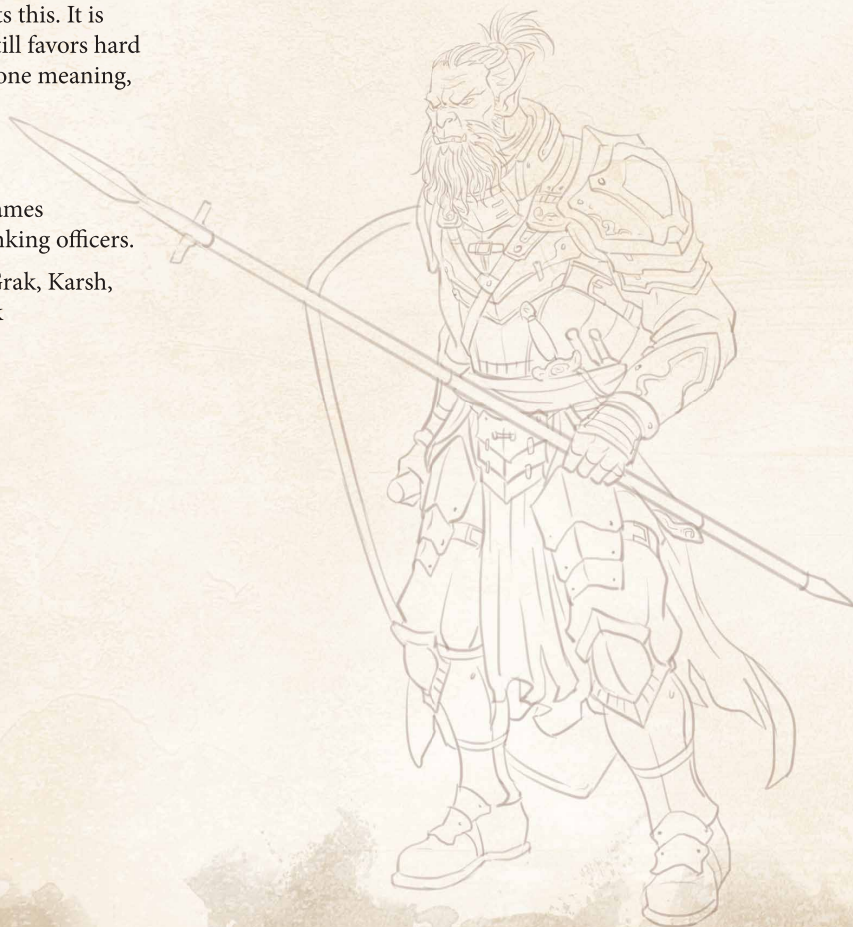 ts this. It is
till favors hard
one meaning,
ames
nking officers.
Grak, Karsh,
k